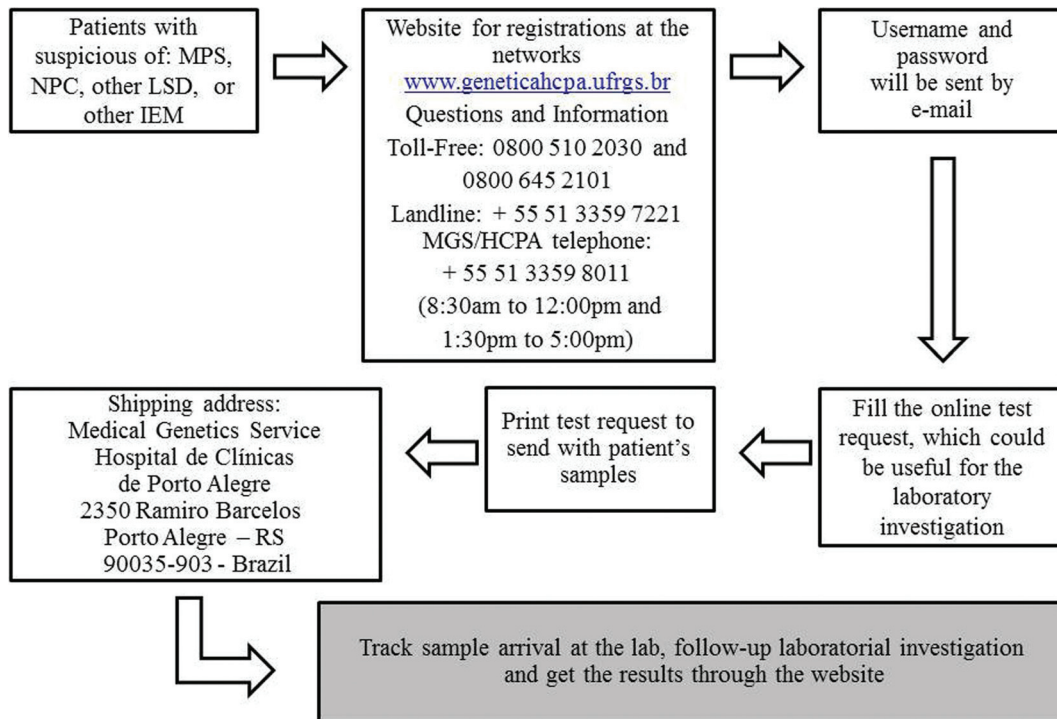 Patients with
suspicious of: MPS,
NPC, other LSD, or
other IEM
Website for registrations at the
networks
www.geneticahcpa.ufrgs.br
Questions and Information
Toll-Free: 0800 510 2030 and
0800 645 2101
Landline: + 55 51 3359 7221
MGS/HCPA telephone:
+ 55 51 3359 8011
(8:30am to 12:00pm and
1:30pm to 5:00pm)
Username and
password
will be sent by
e-mail
Fill the online test
request, which could
be useful for the
laboratory
investigation
Print test request to
send with patient’s
samples
Shipping address:
Medical Genetics Service
Hospital de Clínicas
de Porto Alegre
2350 Ramiro Barcelos
Porto Alegre – RS
90035-903 - Brazil
Track sample arrival at the lab, follow-up laboratorial investigation
and get the results through the website